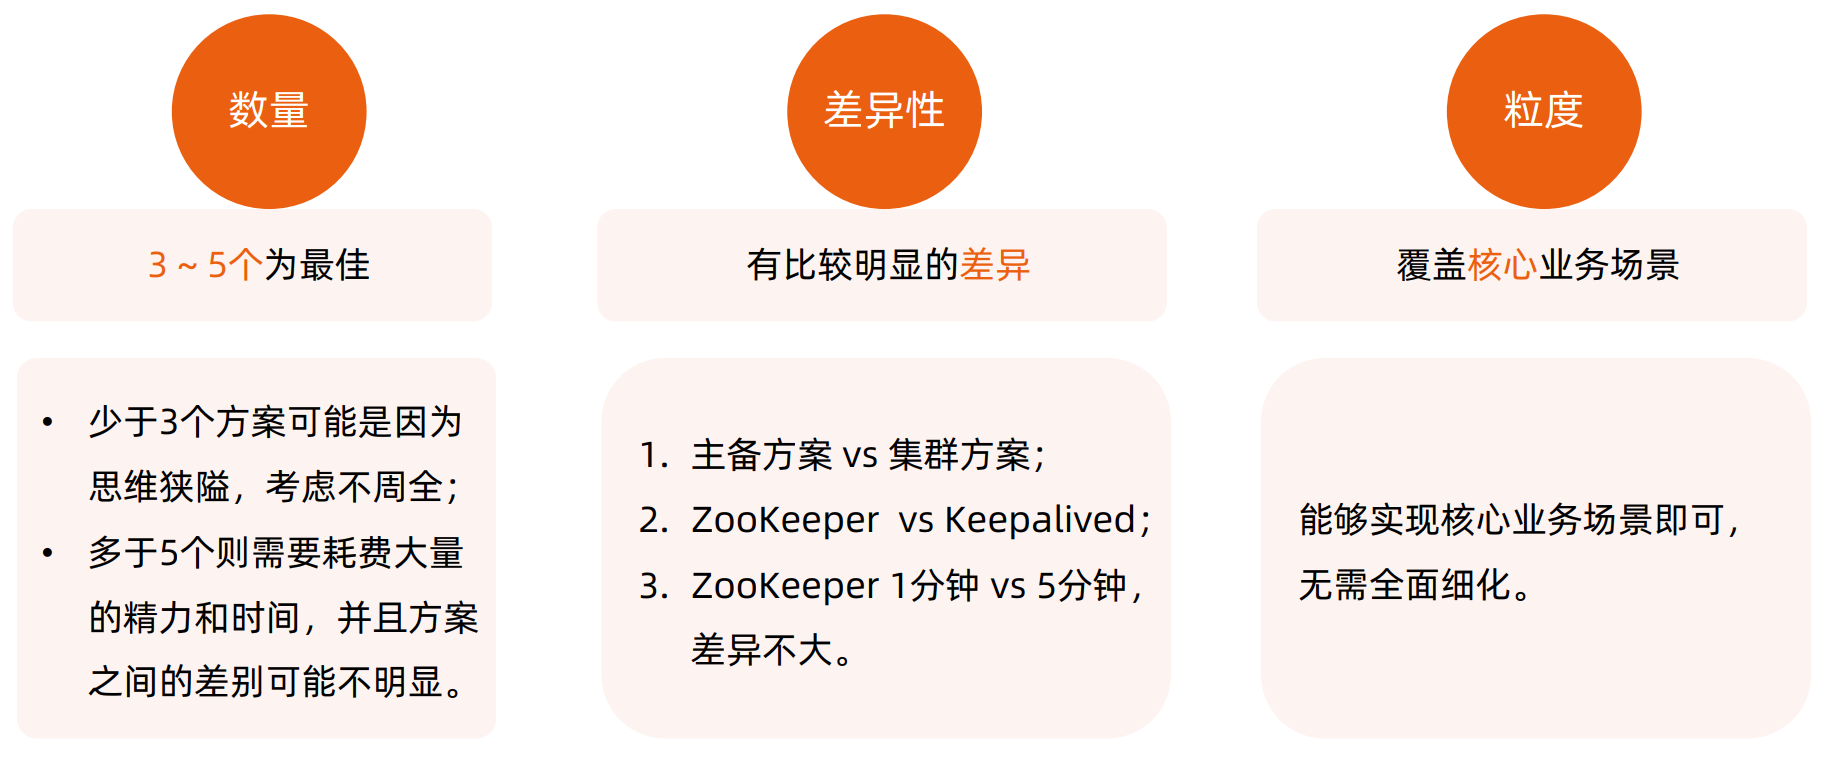 数量
3 ~ 5个为最佳
• 少于3个方案可能是因为
思维狭隘，考虑不周全；
• 多于5个则需要耗费大量
的精力和时间，并且方案
之间的差别可能不明显。
差异性
有比较明显的差异
1. 主备方案 vs 集群方案；
2. ZooKeeper vs Keepalived；
3. ZooKeeper 1分钟 vs 5分钟，
差异不大。
粒度
覆盖核心业务场景
能够实现核心业务场景即可，
无需全面细化。